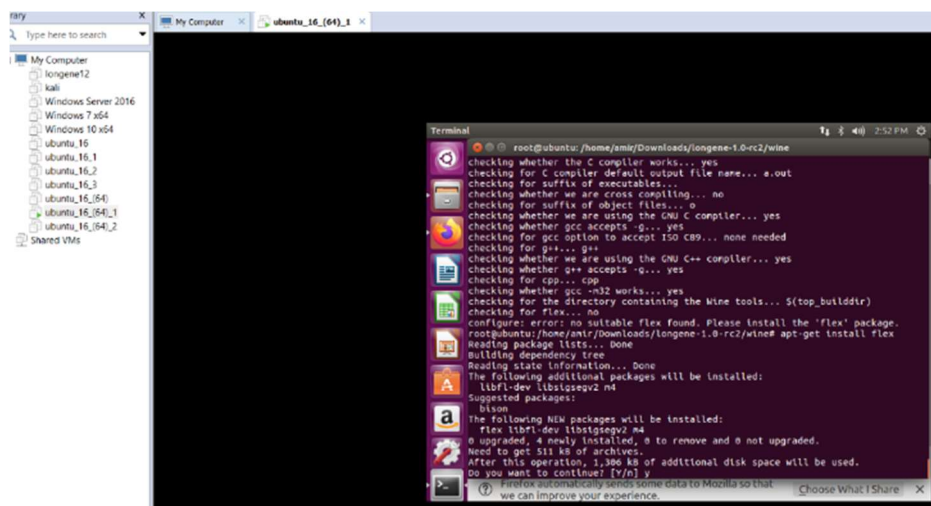 rary X
My Computer × ubuntu_16_(64)_1 ×
Type here to search
My Computer
longene12
kali
Windows Server 2016
Windows 7 x64
Windows 10 x64
ubuntu_16
ubuntu_16_1
ubuntu_16_2
ubuntu_16_3
ubuntu_16_(64)
ubuntu_16_(64)_1
ubuntu_16_(64)_2
Shared VMs
Terminal 2:52 PM
root@ubuntu: /home/amir/Downloads/longene-1.0-rc2/wine
checking whether the C compiler works... yes
checking for C compiler default output file name... a.out
checking for suffix of executables...
checking whether we are cross compiling... no
checking for suffix of object files... o
checking whether we are using the GNU C compiler... yes
checking whether gcc accepts -g... yes
checking for gcc option to accept ISO C89... none needed
checking for g++... g++
checking whether we are using the GNU C++ compiler... yes
checking whether g++ accepts -g... yes
checking for cpp... cpp
checking whether gcc -m32 works... yes
checking for the directory containing the Wine tools... $(top_builddir)
checking for flex... no
configure: error: no suitable flex found. Please install the 'flex' package.
root@ubuntu:/home/amir/Downloads/longene-1.0-rc2/wine# apt-get install flex
Reading package lists... Done
Building dependency tree
Reading state information... Done
The following additional packages will be installed:
libfl-dev libsigsegv2 m4
Suggested packages:
bison
The following NEW packages will be installed:
flex libfl-dev libsigsegv2 m4
0 upgraded, 4 newly installed, 0 to remove and 0 not upgraded.
Need to get 511 kB of archives.
After this operation, 1,306 kB of additional disk space will be used.
Do you want to continue? [Y/n] y
Firefox automatically sends some data to Mozilla so that
we can improve your experience.
Choose What I Share ×